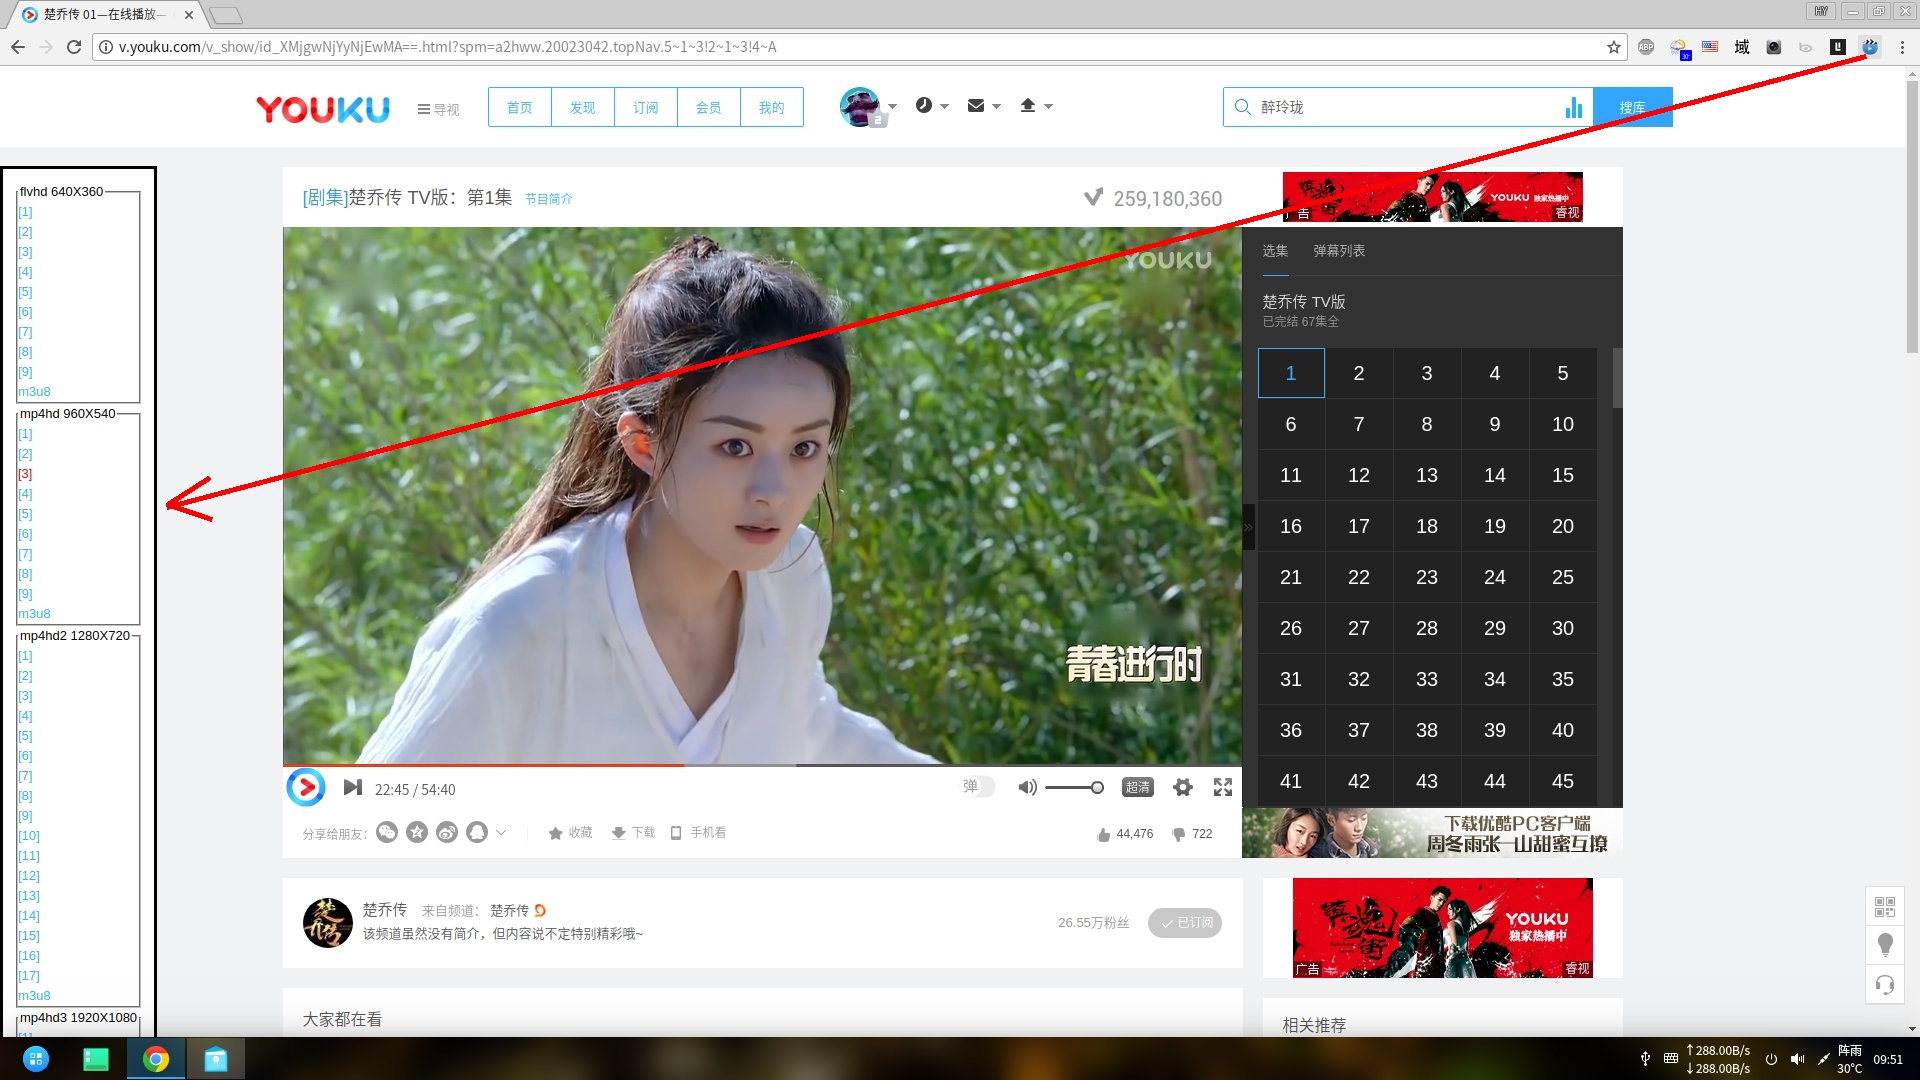 楚乔传 01—在线播放—
HY
v.youku.com/v_show/id_XMjgwNjYyNjEwMA==.html?spm=a2hww.20023042.topNav.5~1~3!2~1~3!4~A
ABP
30°
域
YOUKU
导视
首页
发现
订阅
会员
我的
2
醉玲珑
搜库
flvhd 640X360
[1]
[2]
[3]
[4]
[5]
[6]
[7]
[8]
[9]
m3u8
mp4hd 960X540
[1]
[2]
[3]
[4]
[5]
[6]
[7]
[8]
[9]
m3u8
mp4hd2 1280X720
[1]
[2]
[3]
[4]
[5]
[6]
[7]
[8]
[9]
[10]
[11]
[12]
[13]
[14]
[15]
[16]
[17]
m3u8
mp4hd3 1920X1080
[1]
[剧集]楚乔传 TV版：第1集 节目简介
259,180,360
YOUKU 独家热播中
广告
睿视
YOUKU
青春进行时
选集 弹幕列表
楚乔传 TV版
已完结 67集全
1 2 3 4 5
6 7 8 9 10
11 12 13 14 15
16 17 18 19 20
21 22 23 24 25
26 27 28 29 30
31 32 33 34 35
36 37 38 39 40
41 42 43 44 45
22:45 / 54:40
弹
超清
分享给朋友：
收藏
下载
手机看
44,476
722
下载优酷PC客户端
周冬雨张一山甜蜜互撩
楚乔传
楚乔传 来自频道： 楚乔传
该频道虽然没有简介，但内容说不定特别精彩哦~
26.55万粉丝
已订阅
镇魂街
YOUKU
独家热播中
广告
睿视
大家都在看
相关推荐
↑288.00B/s
↓288.00B/s
阵雨
30°C
09:51